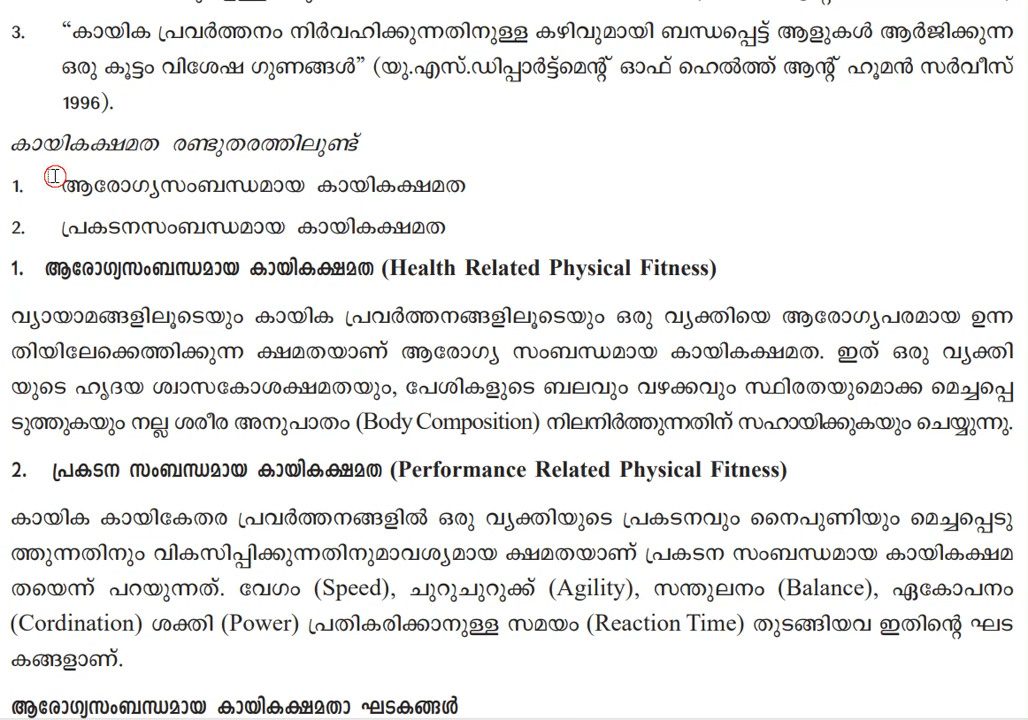 3. “കായിക പ്രവർത്തനം നിർവഹിക്കുന്നതിനുള്ള കഴിവുമായി ബന്ധപ്പെട്ട് ആളുകൾ ആർജിക്കുന്ന
ഒരു കൂട്ടം വിശേഷ ഗുണങ്ങൾ” (യു.എസ്.ഡിപ്പാർട്ട്മെന്റ് ഓഫ് ഹെൽത്ത് ആന്റ് ഹൂമൻ സർവീസ്
1996).
കായികക്ഷമത രണ്ടുതരത്തിലുണ്ട്
1. ആരോഗ്യസംബന്ധമായ കായികക്ഷമത
2. പ്രകടനസംബന്ധമായ കായികക്ഷമത
1. ആരോഗ്യസംബന്ധമായ കായികക്ഷമത (Health Related Physical Fitness)
വ്യായാമങ്ങളിലൂടെയും കായിക പ്രവർത്തനങ്ങളിലൂടെയും ഒരു വ്യക്തിയെ ആരോഗ്യപരമായ ഉന്ന
തിയിലേക്കെത്തിക്കുന്ന ക്ഷമതയാണ് ആരോഗ്യ സംബന്ധമായ കായികക്ഷമത. ഇത് ഒരു വ്യക്തി
യുടെ ഹൃദയ ശ്വാസകോശക്ഷമതയും, പേശികളുടെ ബലവും വഴക്കവും സ്ഥിരതയുമൊക്ക മെച്ചപ്പെ
ടുത്തുകയും നല്ല ശരീര അനുപാതം (Body Composition) നിലനിർത്തുന്നതിന് സഹായിക്കുകയും ചെയ്യുന്നു.
2. പ്രകടന സംബന്ധമായ കായികക്ഷമത (Performance Related Physical Fitness)
കായിക കായികേതര പ്രവർത്തനങ്ങളിൽ ഒരു വ്യക്തിയുടെ പ്രകടനവും നൈപുണിയും മെച്ചപ്പെടു
ത്തുന്നതിനും വികസിപ്പിക്കുന്നതിനുമാവശ്യമായ ക്ഷമതയാണ് പ്രകടന സംബന്ധമായ കായികക്ഷമ
തയെന്ന് പറയുന്നത്. വേഗം (Speed), ചുറുചുറുക്ക് (Agility), സന്തുലനം (Balance), ഏകോപനം
(Cordination) ശക്തി (Power) പ്രതികരിക്കാനുള്ള സമയം (Reaction Time) തുടങ്ങിയവ ഇതിന്റെ ഘട
കങ്ങളാണ്.
ആരോഗ്യസംബന്ധമായ കായികക്ഷമതാ ഘടകങ്ങൾ